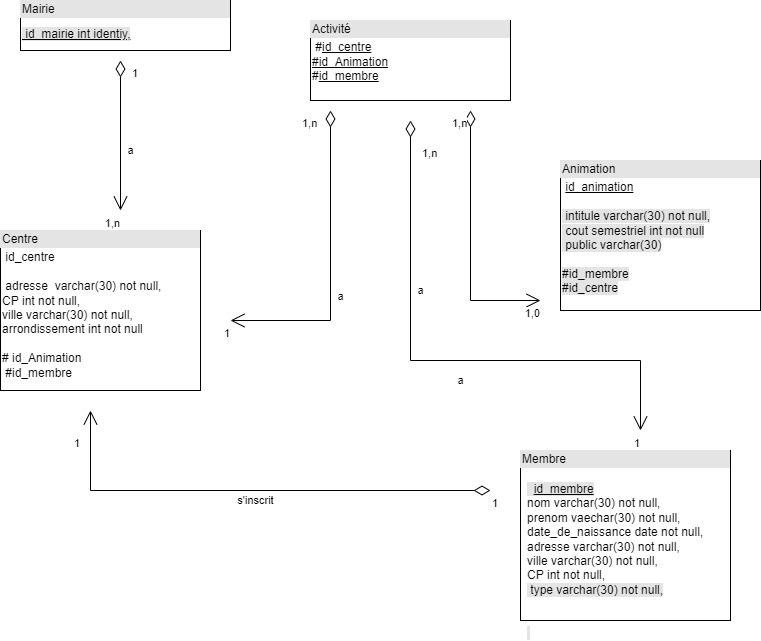 Mairie
id_mairie int identiy,
1
a
1,n
Activité
#id_centre
#id_Animation
#id_membre
1,n
1,n
1,n
Animation
id_animation
intitule varchar(30) not null,
cout semestriel int not null
public varchar(30)
#id_membre
#id_centre
Centre
id_centre
adresse varchar(30) not null,
CP int not null,
ville varchar(30) not null,
arrondissement int not null
# id_Animation
#id_membre
a
1
a
1,0
a
1
1
s'inscrit
1
Membre
id_membre
nom varchar(30) not null,
prenom vaechar(30) not null,
date_de_naissance date not null,
adresse varchar(30) not null,
ville varchar(30) not null,
CP int not null,
type varchar(30) not null,